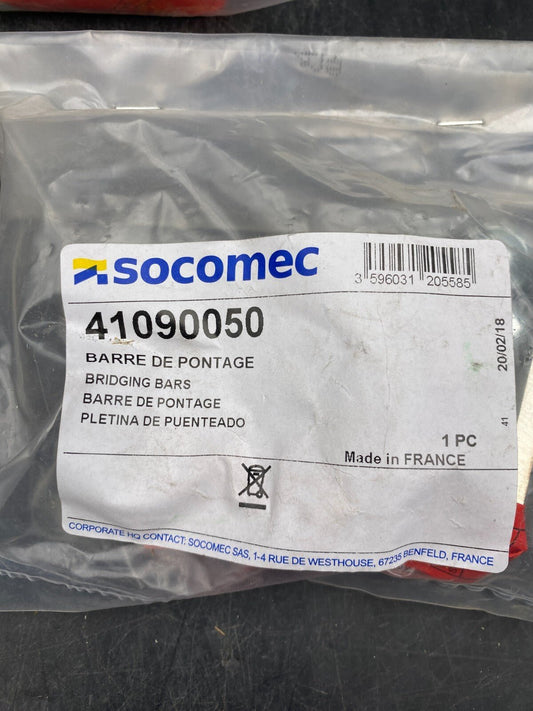 socomec
3 596031 205585
41090050
20/02/18
BARRE DE PONTAGE
BRIDGING BARS
BARRE DE PONTAGE
PLETINA DE PUENTEADO
41
1 PC
Made in FRANCE
CORPORATE HQ CONTACT: SOCOMEC SAS, 1-4 RUE DE WESTHOUSE, 67235 BENFELD, FRANCE